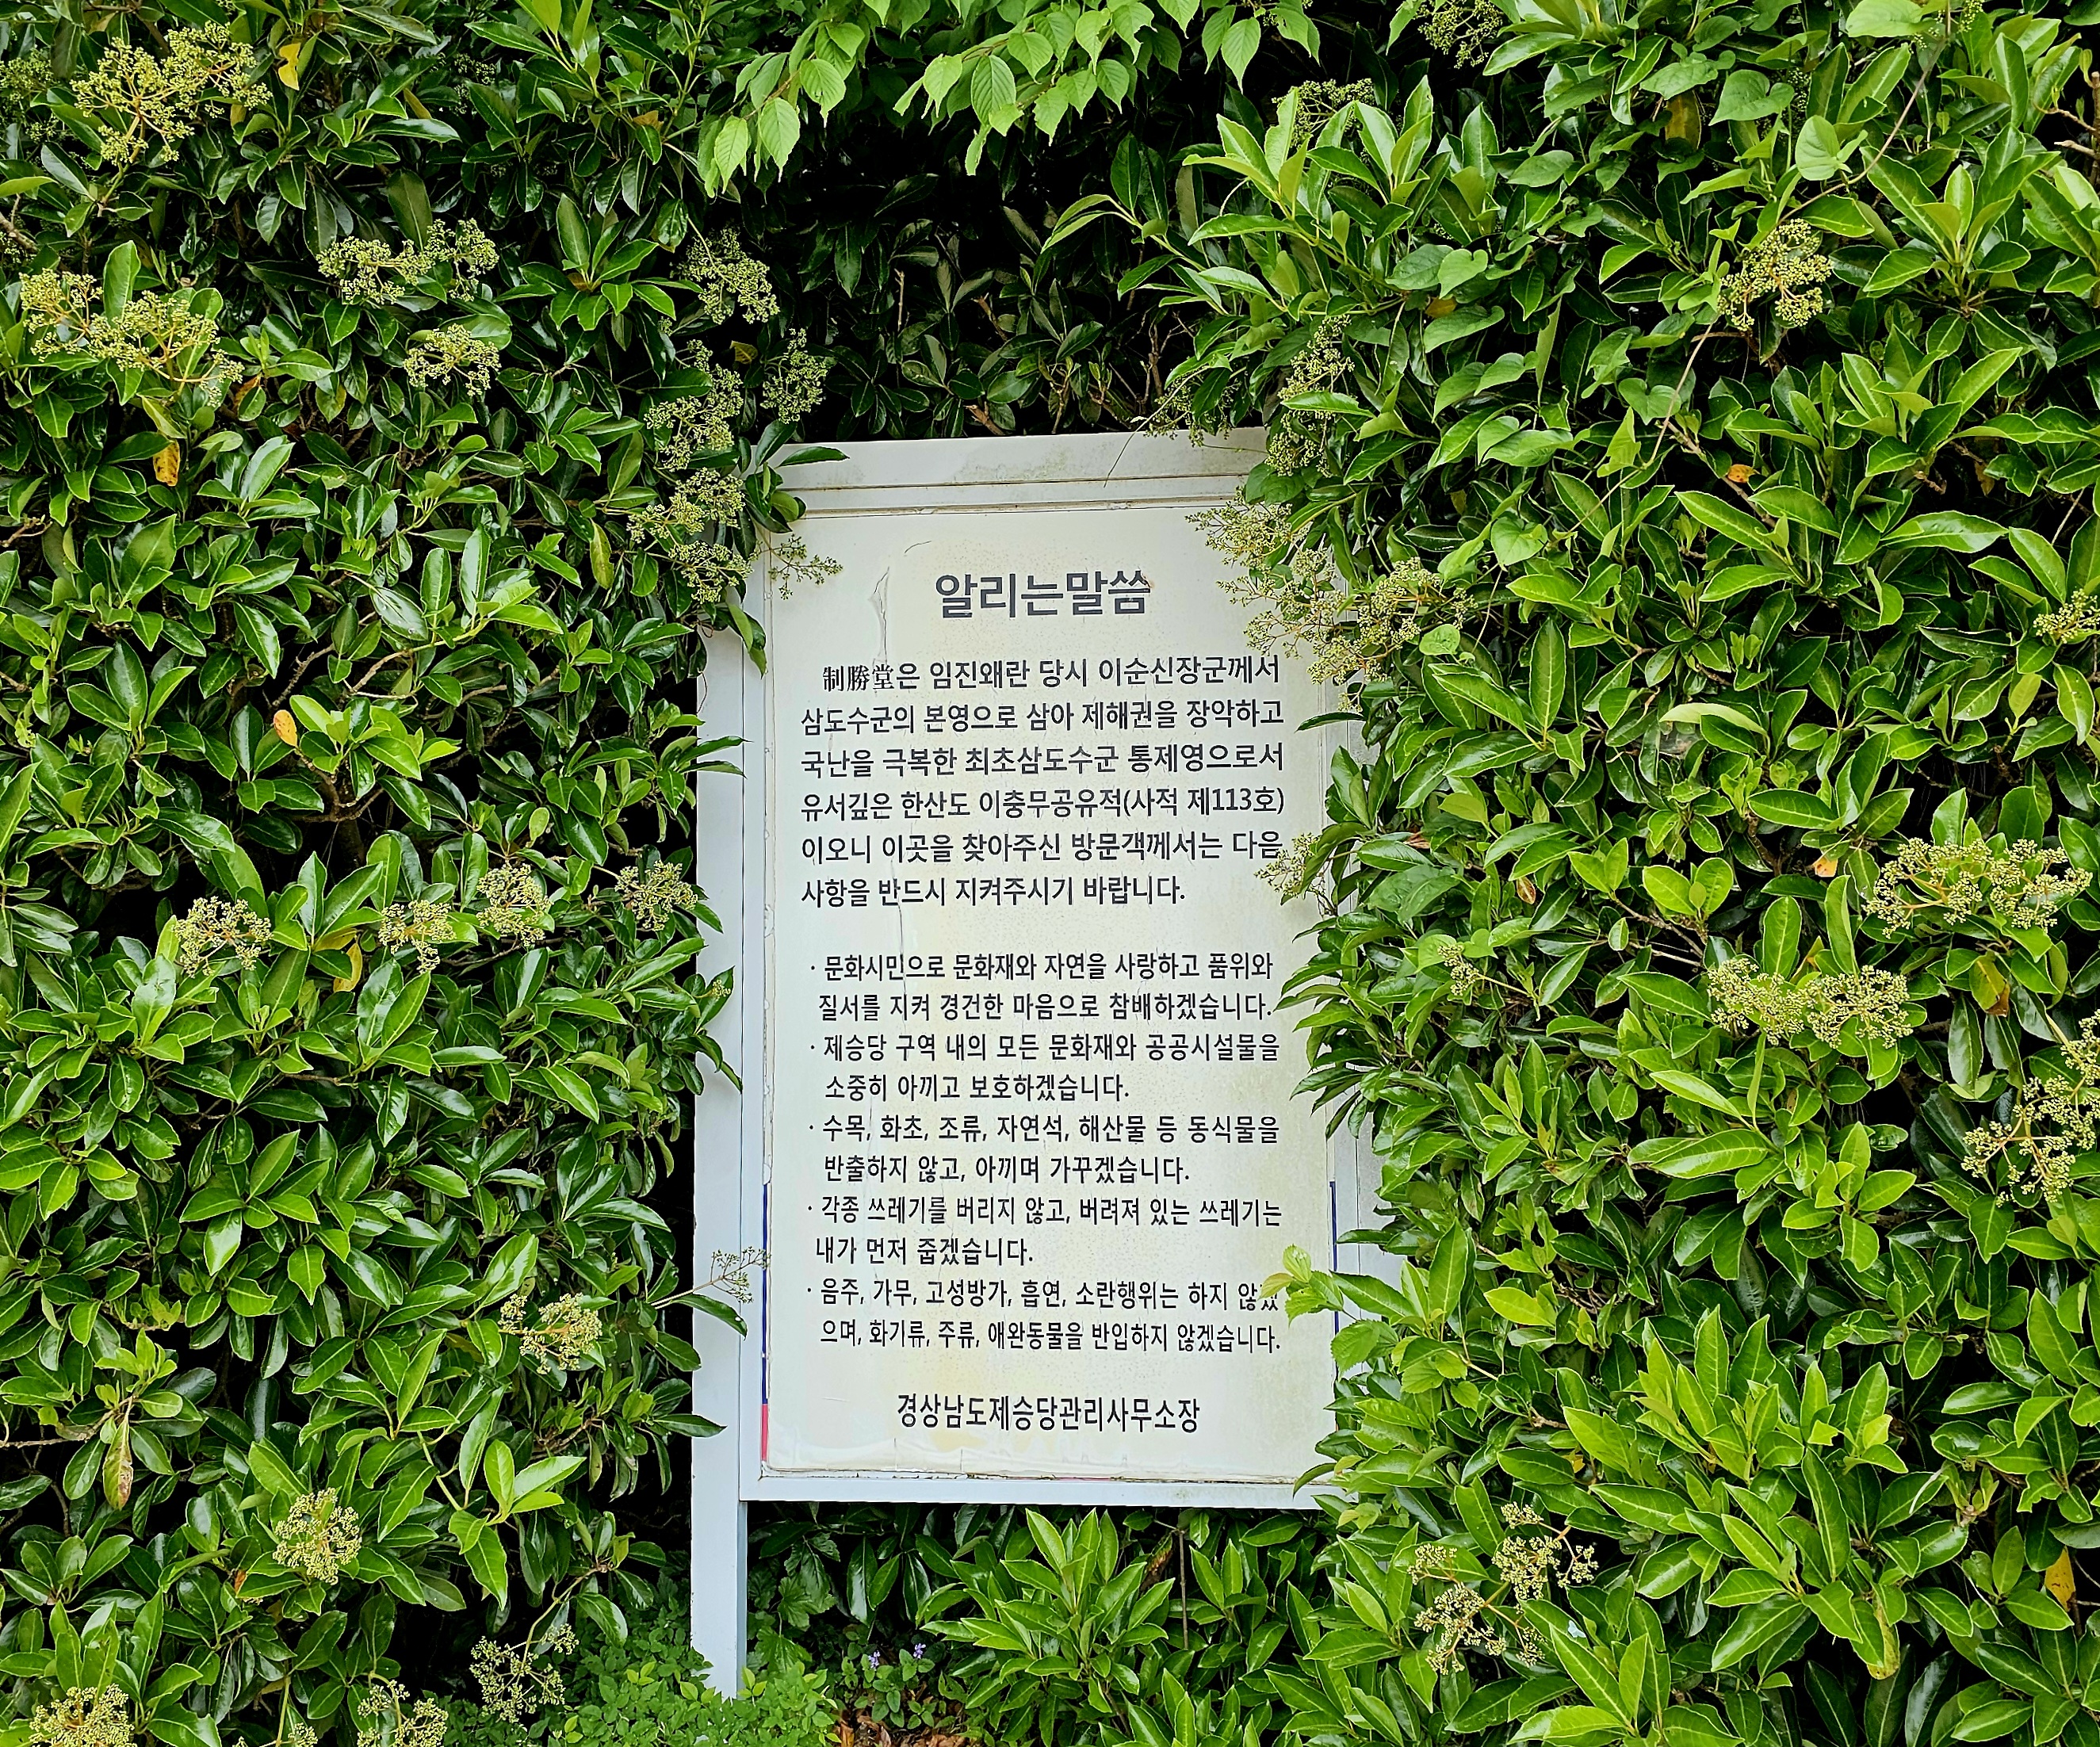 알리는말씀
制勝堂은 임진왜란 당시 이순신장군께서
삼도수군의 본영으로 삼아 제해권을 장악하고
국난을 극복한 최초삼도수군 통제영으로서
유서깊은 한산도 이충무공유적(사적 제113호)
이오니 이곳을 찾아주신 방문객께서는 다음
사항을 반드시 지켜주시기 바랍니다.
· 문화시민으로 문화재와 자연을 사랑하고 품위와
질서를 지켜 경건한 마음으로 참배하겠습니다.
· 제승당 구역 내의 모든 문화재와 공공시설물을
소중히 아끼고 보호하겠습니다.
· 수목, 화초, 조류, 자연석, 해산물 등 동식물을
반출하지 않고, 아끼며 가꾸겠습니다.
· 각종 쓰레기를 버리지 않고, 버려져 있는 쓰레기는
내가 먼저 줍겠습니다.
· 음주, 가무, 고성방가, 흡연, 소란행위는 하지 않겠
으며, 화기류, 주류, 애완동물을 반입하지 않겠습니다.
경상남도제승당관리사무소장